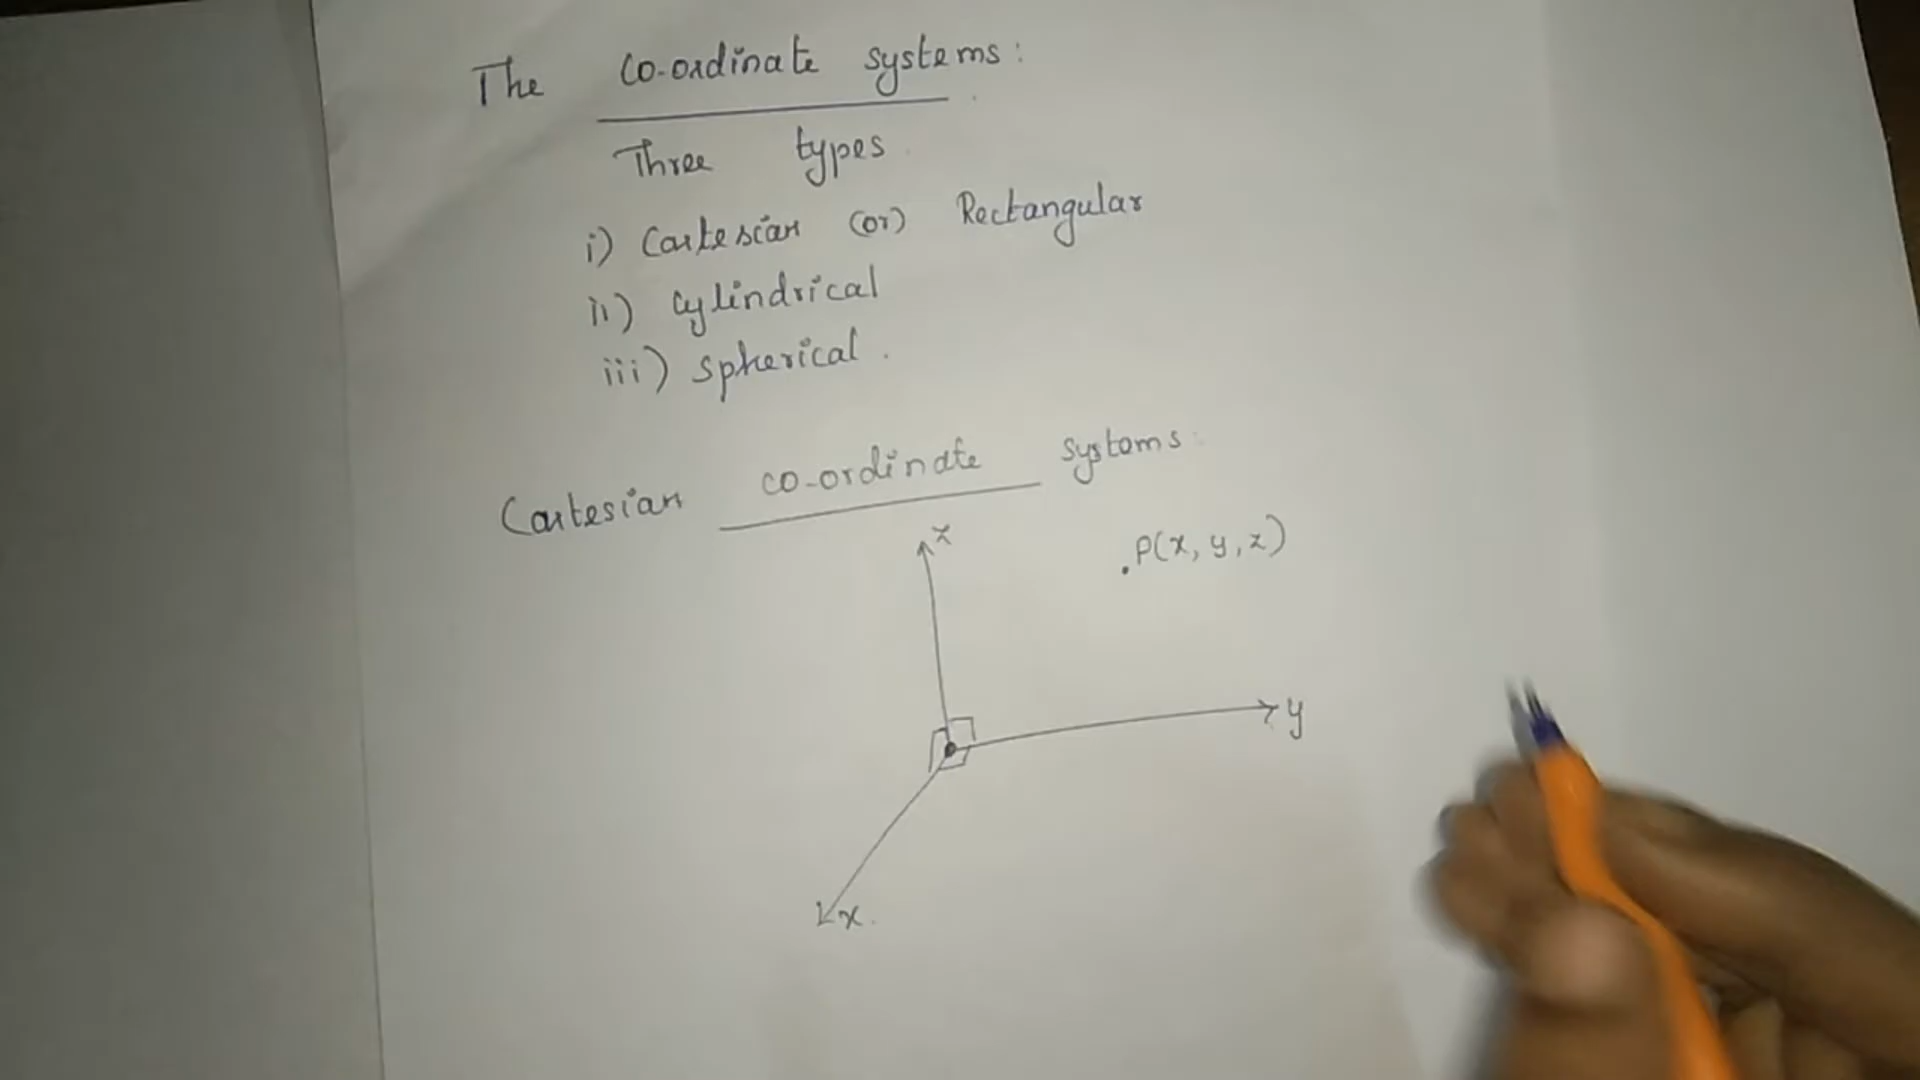 The co-ordinate systems:
Three types
i) Cartesian (or) Rectangular
ii) cylindrical
iii) spherical.
Cartesian co-ordinate systems:
z
.P(x, y, z)
y
x.